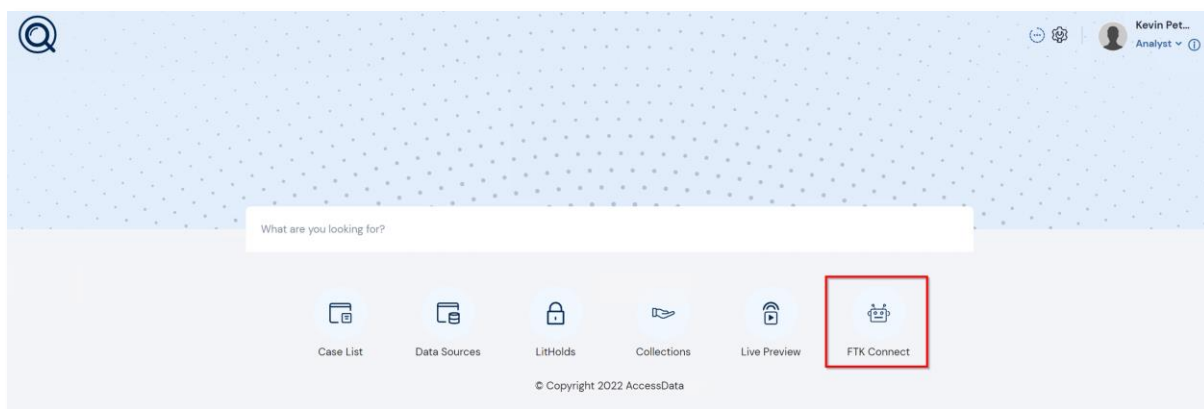 Kevin Pet...
Analyst
What are you looking for?
Case List
Data Sources
LitHolds
Collections
Live Preview
FTK Connect
© Copyright 2022 AccessData